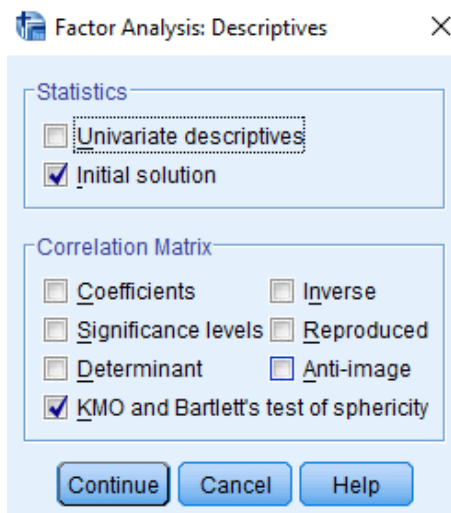 Factor Analysis: Descriptives
Statistics
Univariate descriptives
Initial solution
Correlation Matrix
Coefficients Inverse
Significance levels Reproduced
Determinant Anti-image
KMO and Bartlett's test of sphericity
Continue Cancel Help